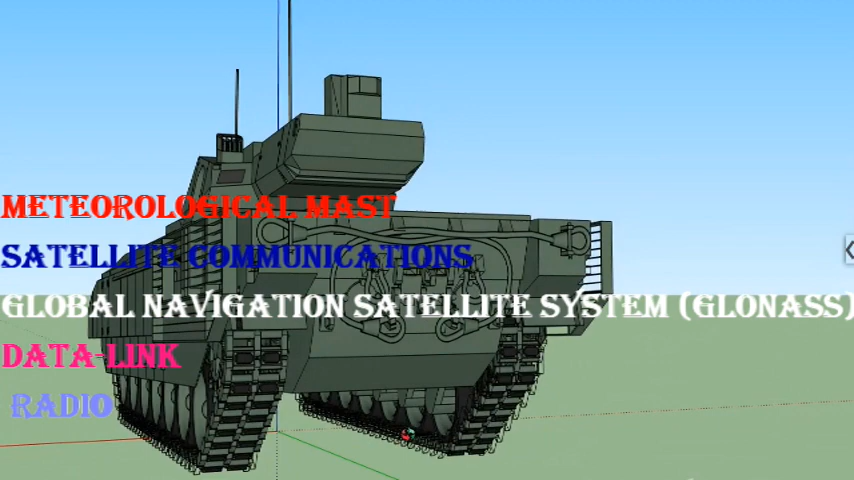 METEOROLOGICAL MAST
SATELLITE COMMUNICATIONS
GLOBAL NAVIGATION SATELLITE SYSTEM (GLONASS)
DATA-LINK
RADIO